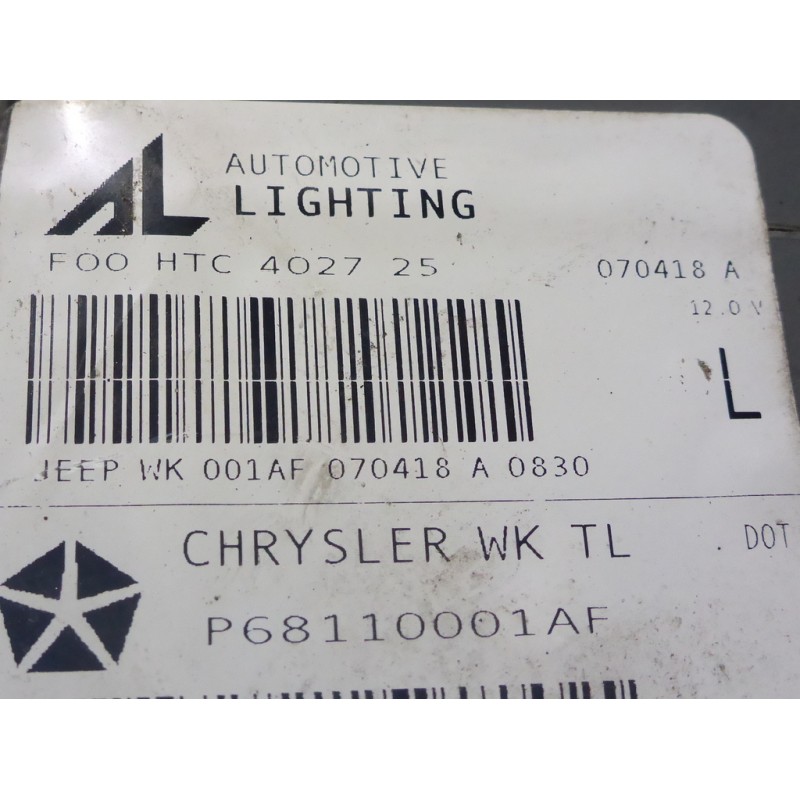 AL AUTOMOTIVE
LIGHTING
F00 HTC 4027 25 070418 A
12.0 V
L
JEEP WK 001AF 070418 A 0830
CHRYSLER WK TL DOT
P68110001AF